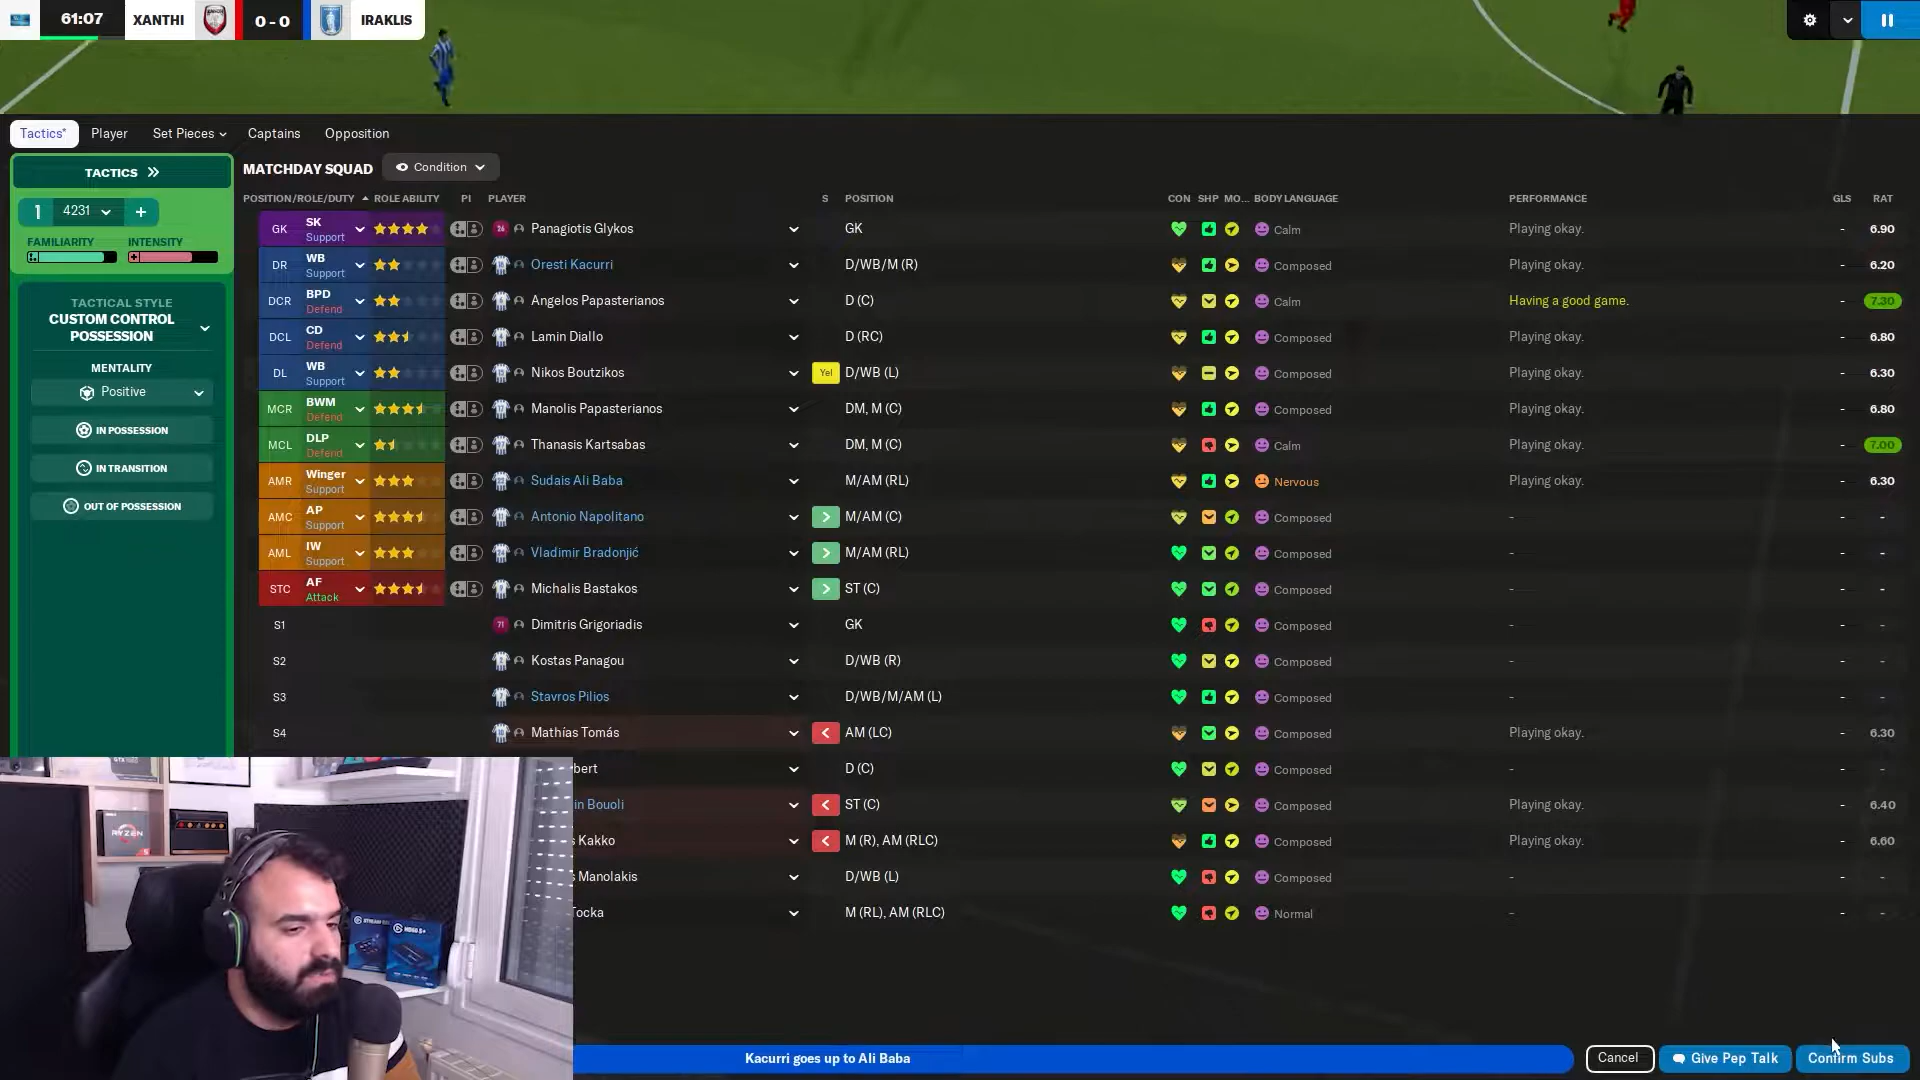 61:07 XANTHI 0 - 0 IRAKLIS
Tactics* Player Set Pieces Captains Opposition
TACTICS
1 4231 +
FAMILIARITY INTENSITY
TACTICAL STYLE
CUSTOM CONTROL
POSSESSION
MENTALITY
Positive
IN POSSESSION
IN TRANSITION
OUT OF POSSESSION
MATCHDAY SQUAD Condition
POSITION/ROLE/DUTY ROLE ABILITY PI PLAYER S POSITION CON SHP MO... BODY LANGUAGE PERFORMANCE GLS RAT
GK SK Support 26 Panagiotis Glykos GK Calm Playing okay. - 6.90
DR WB Support Oresti Kacurri D/WB/M (R) Composed Playing okay. - 6.20
DCR BPD Defend Angelos Papasterianos D (C) Calm Having a good game. - 7.30
DCL CD Defend Lamin Diallo D (RC) Composed Playing okay. - 6.80
DL WB Support Nikos Boutzikos Yel D/WB (L) Composed Playing okay. - 6.30
MCR BWM Defend Manolis Papasterianos DM, M (C) Composed Playing okay. - 6.80
MCL DLP Defend Thanasis Kartsabas DM, M (C) Calm Playing okay. - 7.00
AMR Winger Support Sudais Ali Baba M/AM (RL) Nervous Playing okay. - 6.30
AMC AP Support Antonio Napolitano M/AM (C) Composed - - -
AML IW Support Vladimir Bradonjić M/AM (RL) Composed - - -
STC AF Attack Michalis Bastakos ST (C) Composed - - -
S1 71 Dimitris Grigoriadis GK Composed - - -
S2 Kostas Panagou D/WB (R) Composed - - -
S3 Stavros Pilios D/WB/M/AM (L) Composed - - -
S4 Mathías Tomás AM (LC) Composed Playing okay. - 6.30
bert D (C) Composed - - -
in Bouoli ST (C) Composed Playing okay. - 6.40
s Kakko M (R), AM (RLC) Composed Playing okay. - 6.60
s Manolakis D/WB (L) Composed - - -
Tocka M (RL), AM (RLC) Normal - - -
RYZEN
STREAM
HD60 S+
Kacurri goes up to Ali Baba
Cancel Give Pep Talk Confirm Subs